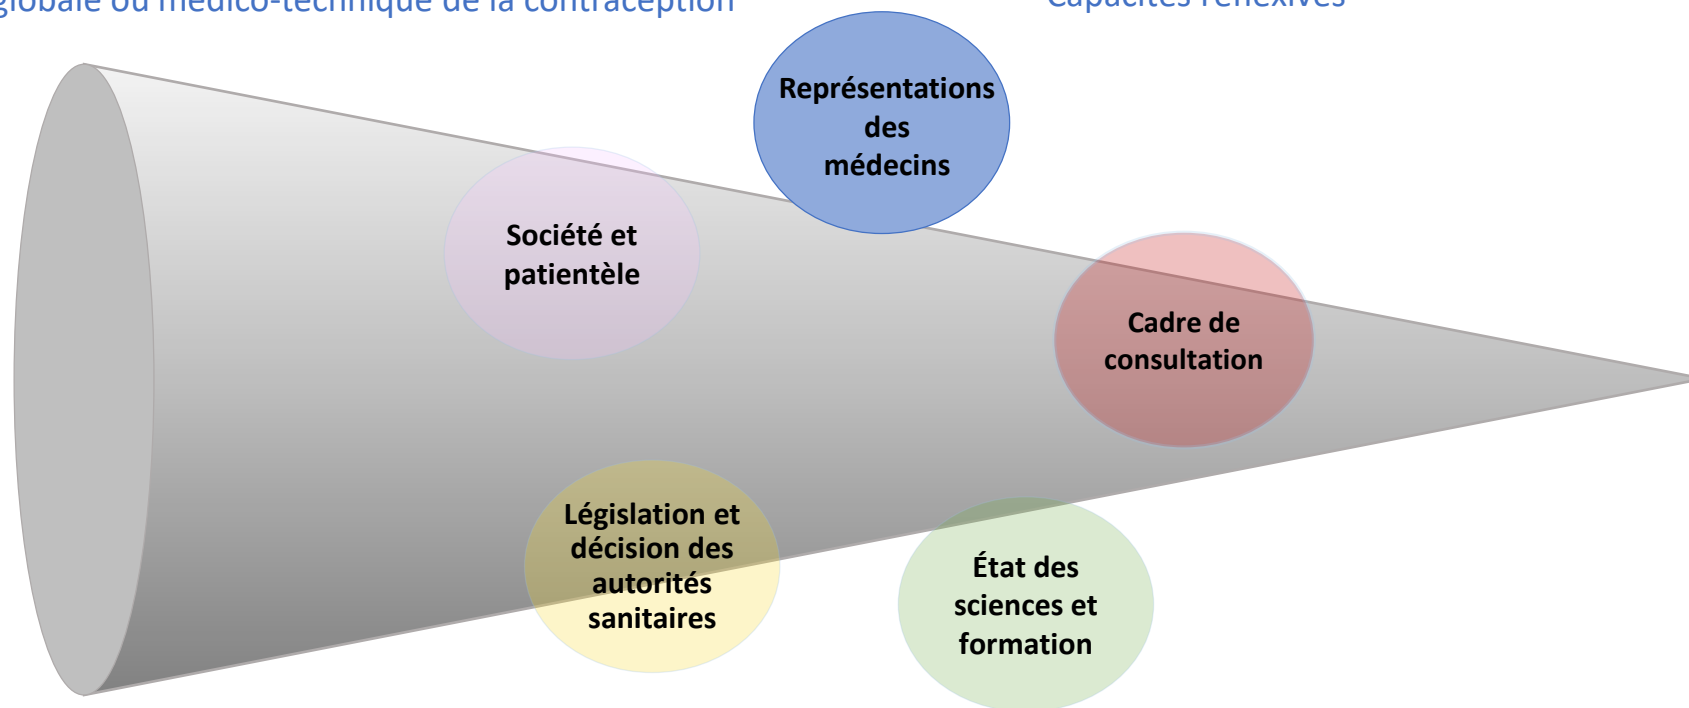 globale ou médico-technique de la contraception
Capacités réflexives
Représentations
des
médecins
Société et
patientèle
Cadre de
consultation
Législation et
décision des
autorités
sanitaires
État des
sciences et
formation